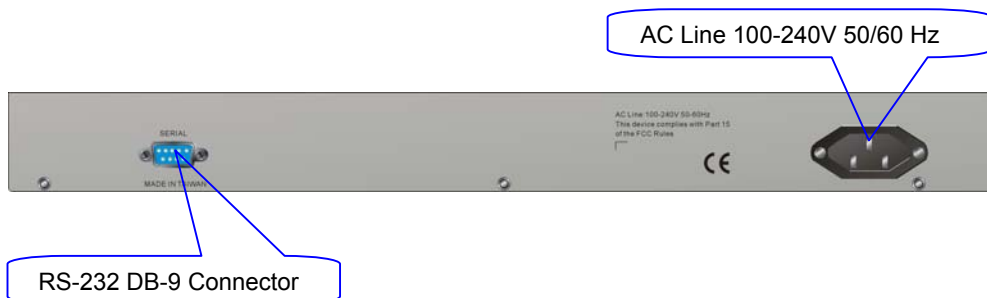 AC Line 100-240V 50/60 Hz
AC Line 100-240V 50-60Hz
This device complies with Part 15
of the FCC Rules
SERIAL
CE
MADE IN TAIWAN
RS-232 DB-9 Connector